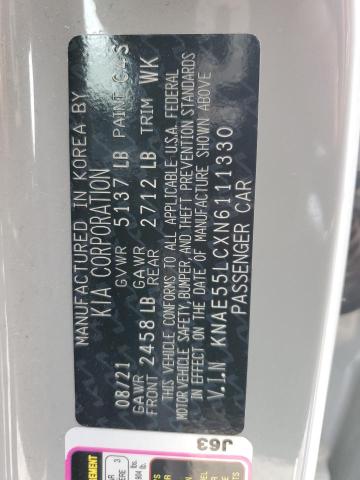 MANUFACTURED IN KOREA BY
KIA CORPORATION
08/21 GVWR 5137 LB PAINT
GAWR FRONT 2458 LB GAWR REAR 2712 LB TRIM WK
THIS VEHICLE CONFORMS TO ALL APPLICABLE U.S.A. FEDERAL
MOTOR VEHICLE SAFETY, BUMPER, AND THEFT PREVENTION STANDARDS
IN EFFECT ON THE DATE OF MANUFACTURE SHOWN ABOVE
V.I.N KNAE55LCXN6111330
PASSENGER CAR
J63